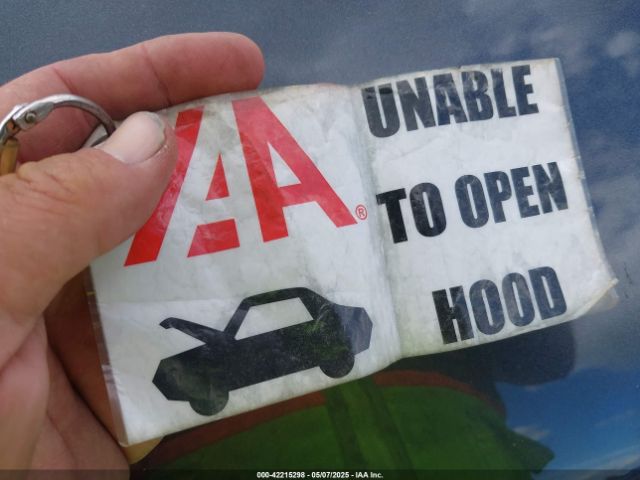 IAA®
UNABLE
TO OPEN
HOOD
000-42215298 - 05/07/2025 - IAA Inc.